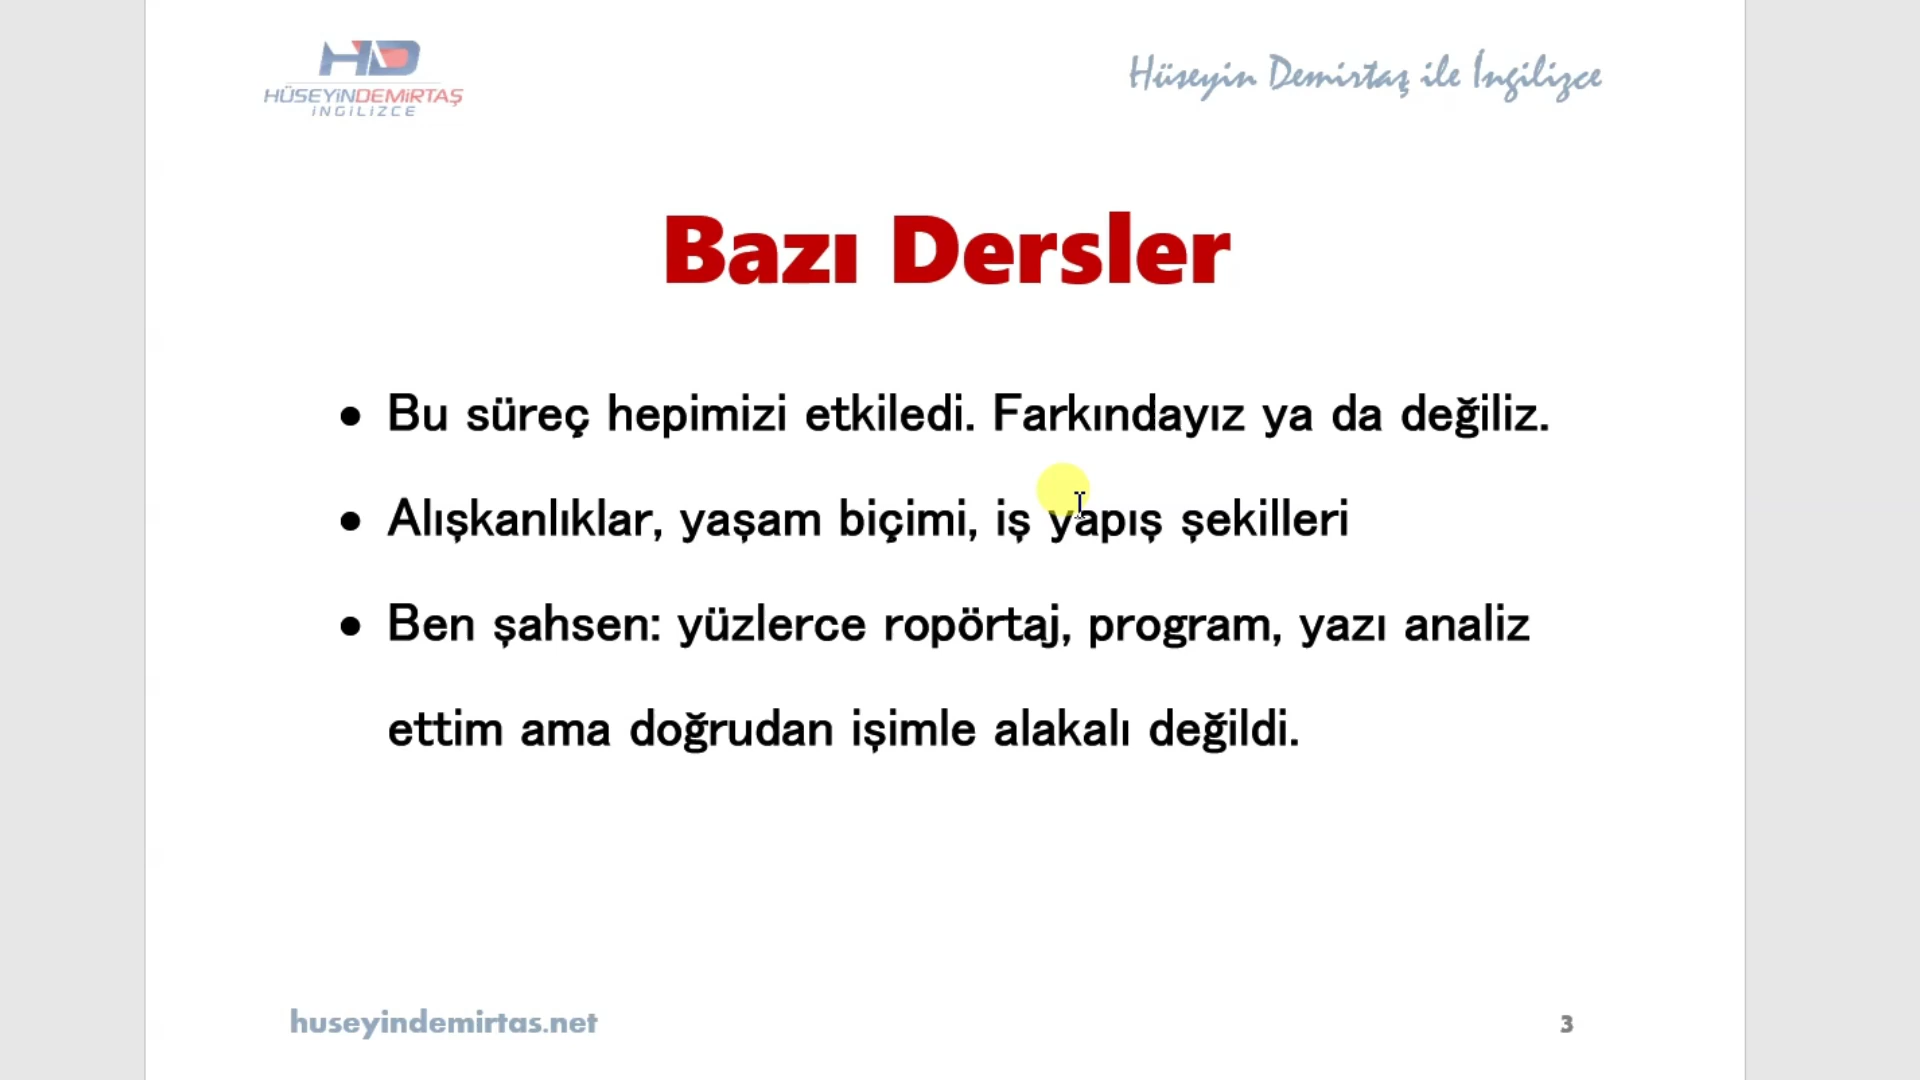 HD
HÜSEYİNDEMİRTAŞ
İNGİLİZCE
Hüseyin Demirtaş ile İngilizce
Bazı Dersler
• Bu süreç hepimizi etkiledi. Farkındayız ya da değiliz.
• Alışkanlıklar, yaşam biçimi, iş yapış şekilleri
• Ben şahsen: yüzlerce ropörtaj, program, yazı analiz
ettim ama doğrudan işimle alakalı değildi.
huseyindemirtas.net
3